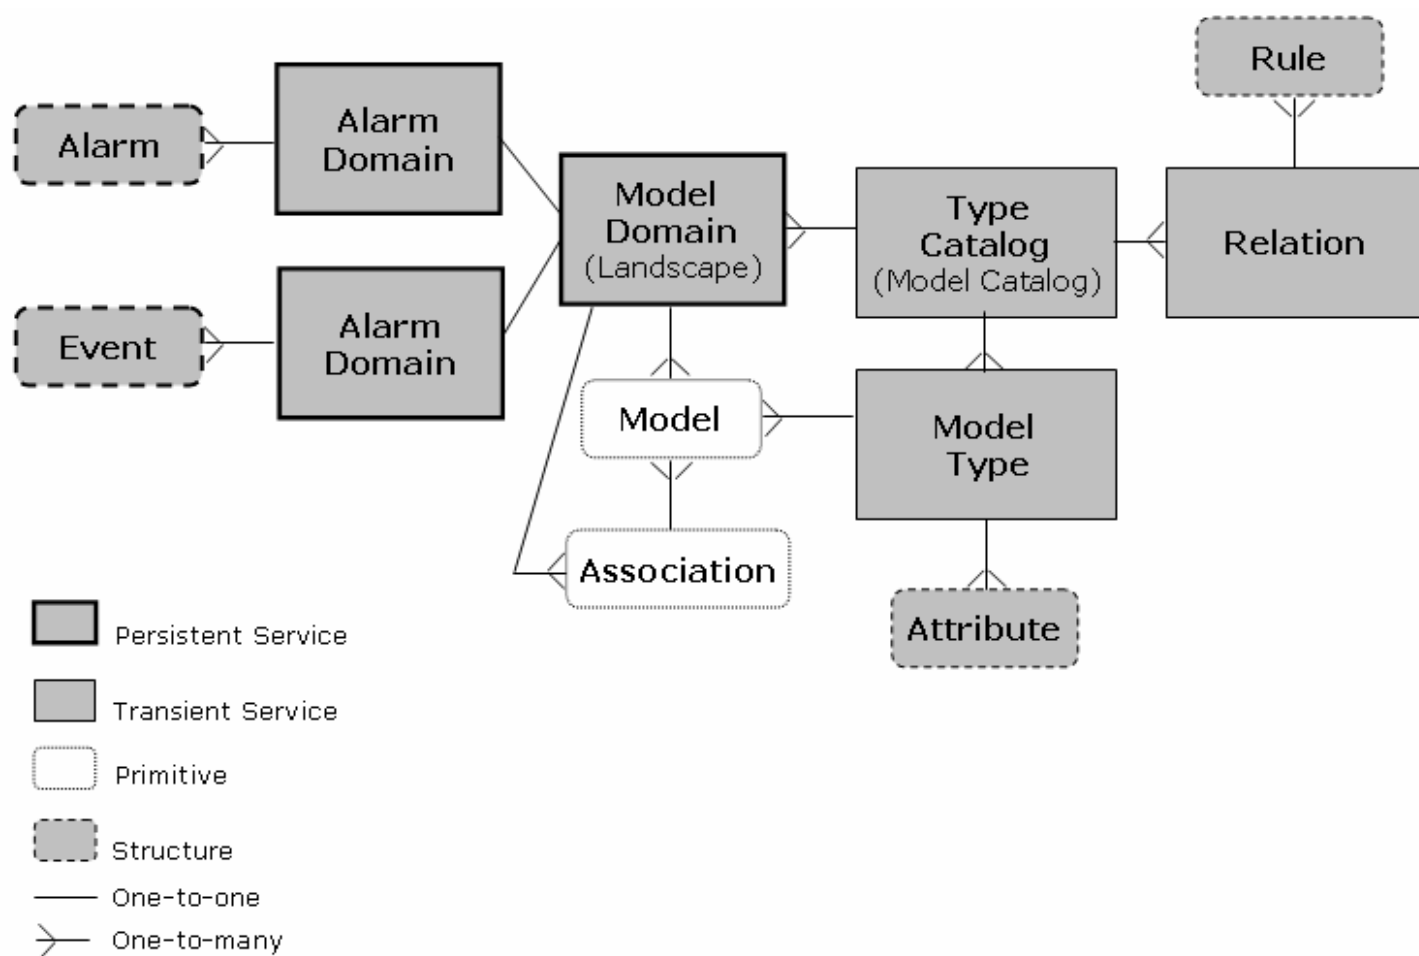 Rule
Alarm
Alarm
Domain
Model
Domain
(Landscape)
Type
Catalog
(Model Catalog)
Relation
Event
Alarm
Domain
Model
Model
Type
Association
Attribute
Persistent Service
Transient Service
Primitive
Structure
One-to-one
One-to-many